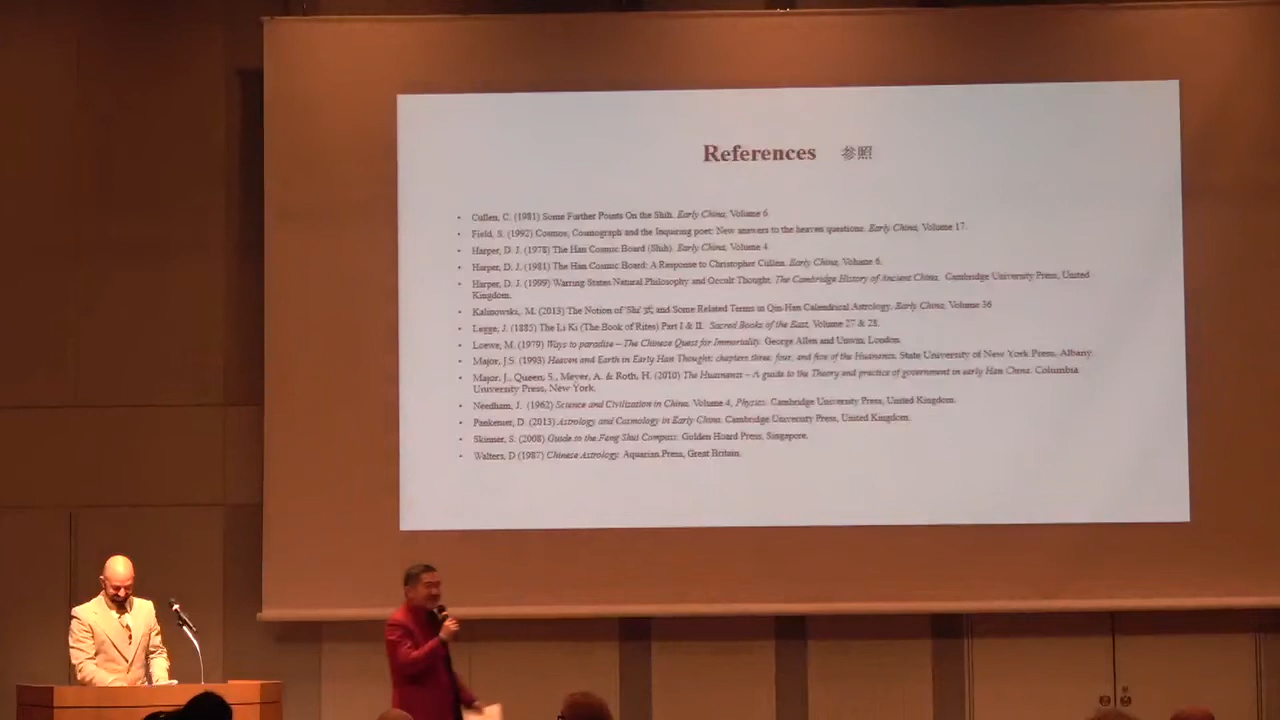 References 参照
• Cullen, C. (1981) Some Further Points On the Shih. Early China, Volume 6
• Field, S. (1992) Cosmos, Cosmograph and the Inquiring poet: New answers to the heaven questions. Early China, Volume 17.
• Harper, D. J. (1978) The Han Cosmic Board (Shih). Early China, Volume 4
• Harper, D. J. (1981) The Han Cosmic Board: A Response to Christopher Cullen. Early China, Volume 6.
• Harper, D. J. (1999) Warring States Natural Philosophy and Occult Thought. The Cambridge History of Ancient China. Cambridge University Press, United
Kingdom.
• Kalinowski, M. (2013) The Notion of 'Shi' 式 and Some Related Terms in Qin-Han Calendrical Astrology. Early China, Volume 36
• Legge, J. (1885) The Li Ki (The Book of Rites) Part I & II. Sacred Books of the East, Volume 27 & 28.
• Loewe, M. (1979) Ways to paradise – The Chinese Quest for Immortality. George Allen and Unwin, London
• Major, J.S. (1993) Heaven and Earth in Early Han Thought: chapters three, four, and five of the Huananzi. State University of New York Press, Albany.
• Major, J., Queen, S., Meyer, A. & Roth, H. (2010) The Huananzi – A guide to the Theory and practice of government in early Han China. Columbia
University Press, New York.
• Needham, J. (1962) Science and Civilization in China, Volume 4, Physics. Cambridge University Press, United Kingdom.
• Pankenier, D. (2013) Astrology and Cosmology in Early China. Cambridge University Press, United Kingdom.
• Skinner, S. (2008) Guide to the Feng Shui Compass. Golden Hoard Press, Singapore.
• Walters, D (1987) Chinese Astrology. Aquarian Press, Great Britain.